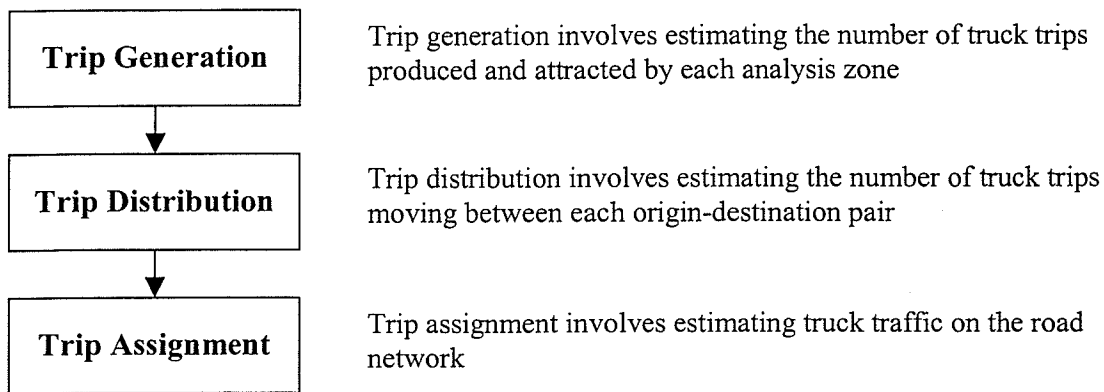 Trip Generation
Trip generation involves estimating the number of truck trips
produced and attracted by each analysis zone
Trip Distribution
Trip distribution involves estimating the number of truck trips
moving between each origin-destination pair
Trip Assignment
Trip assignment involves estimating truck traffic on the road
network